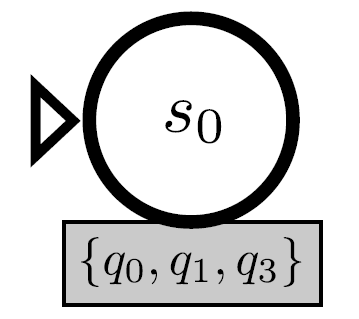 s₀
{q₀, q₁, q₃}